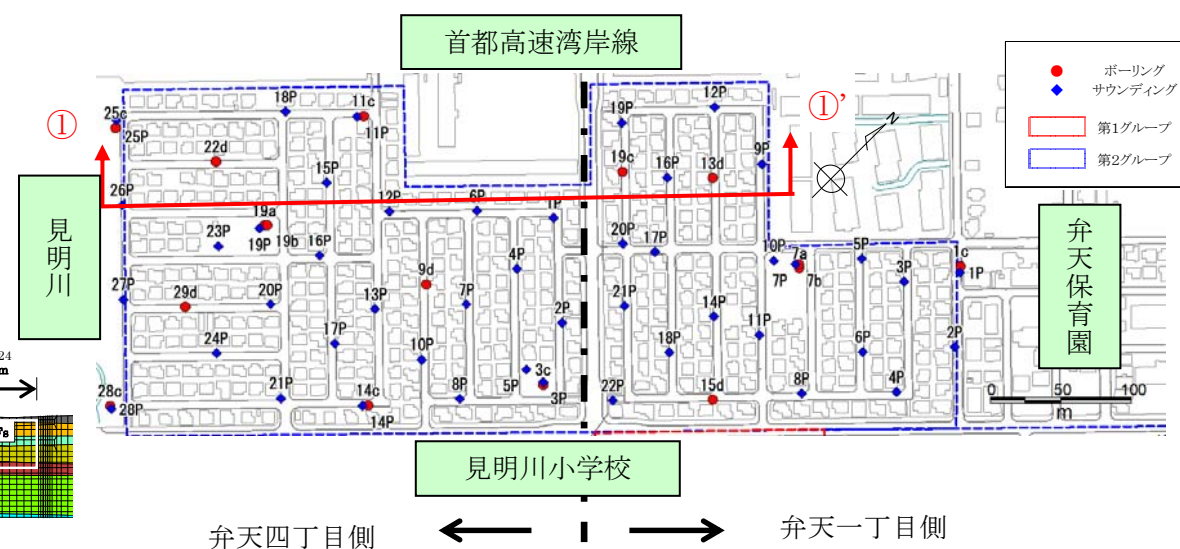 首都高速湾岸線
ボーリング
サウンディング
第1グループ
第2グループ
①
①’
N
見明川
弁天保育園
25c
25P
18P
11c
11P
22d
15P
26P
19a
19P
19b
16P
23P
12P
6P
1P
4P
9d
27P
29d
20P
13P
7P
2P
24P
17P
10P
3c
5P
3P
8P
28c
28P
21P
14c
14P
19P
12P
19c
16P
13d
9P
20P
17P
10P
7a
7P
7b
5P
3P
1c
1P
21P
14P
11P
18P
6P
2P
22P
15d
8P
4P
0 50 100
m
24
m
見明川小学校
弁天四丁目側
弁天一丁目側